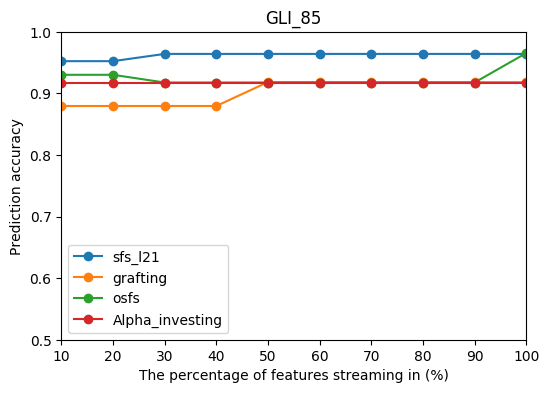 GLI_85
Prediction accuracy
1.0
0.9
0.8
0.7
0.6
0.5
sfs_l21
grafting
osfs
Alpha_investing
10 20 30 40 50 60 70 80 90 100
The percentage of features streaming in (%)